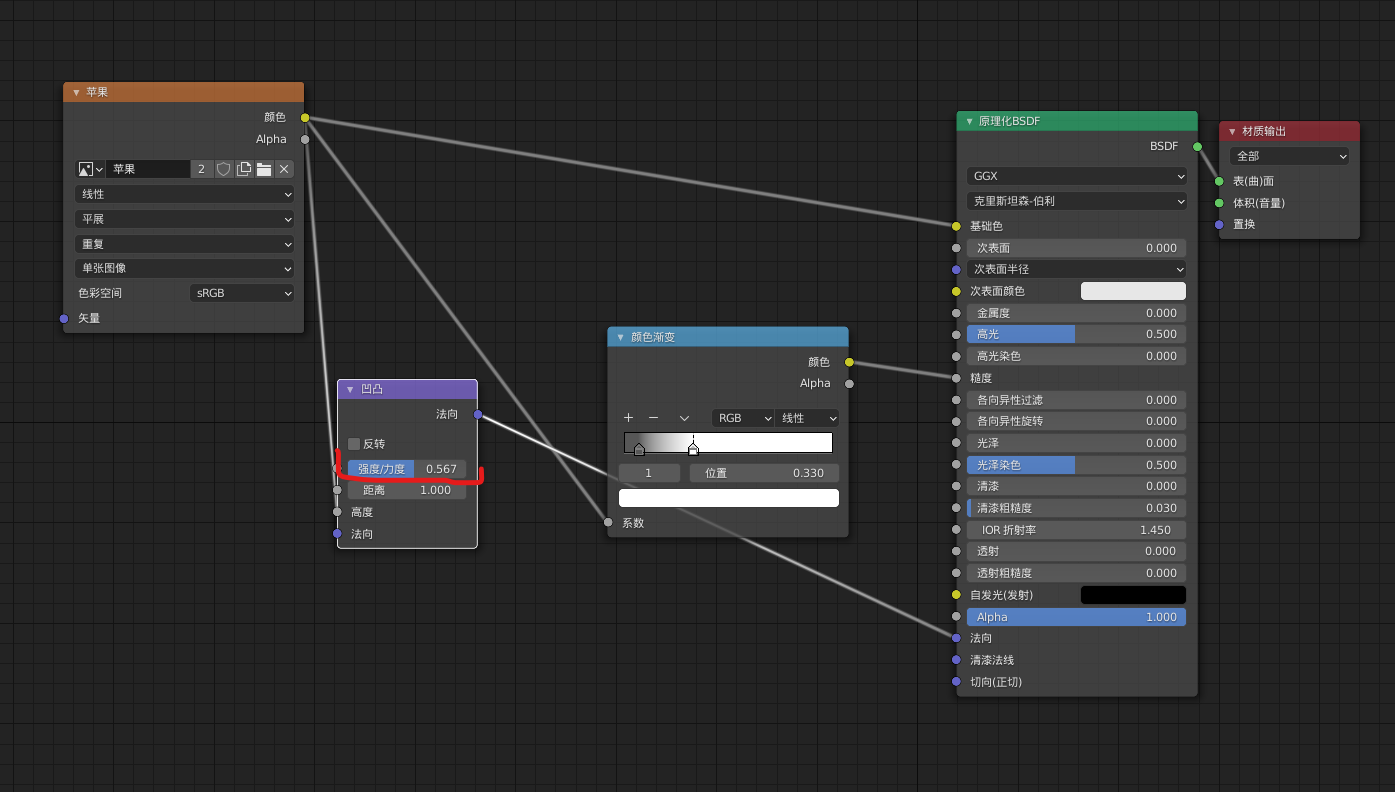 苹果
颜色
Alpha
苹果 2
线性
平展
重复
单张图像
色彩空间 sRGB
矢量
凹凸
法向
反转
强度/力度 0.567
距离 1.000
高度
法向
颜色渐变
颜色
Alpha
RGB 线性
1 位置 0.330
系数
原理化BSDF
BSDF
GGX
克里斯坦森-伯利
基础色
次表面 0.000
次表面半径
次表面颜色
金属度 0.000
高光 0.500
高光染色 0.000
糙度
各向异性过滤 0.000
各向异性旋转 0.000
光泽 0.000
光泽染色 0.500
清漆 0.000
清漆粗糙度 0.030
IOR 折射率 1.450
透射 0.000
透射粗糙度 0.000
自发光(发射)
Alpha 1.000
法向
清漆法线
切向(正切)
材质输出
全部
表(曲)面
体积(音量)
置换